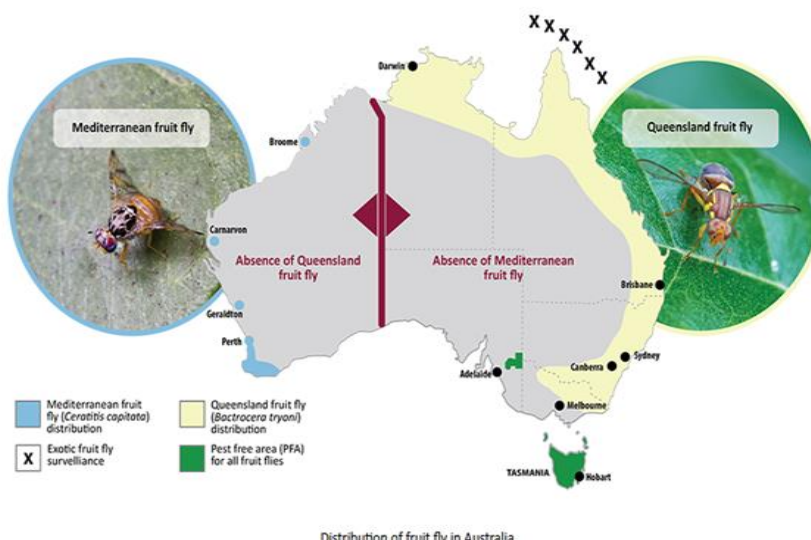 Mediterranean fruit fly
Queensland fruit fly
Darwin
Broome
Carnarvon
Absence of Queensland
fruit fly
Absence of Mediterranean
fruit fly
Brisbane
Geraldton
Perth
Sydney
Canberra
Adelaide
Melbourne
Mediterranean fruit
fly (Ceratitis capitata)
distribution
Queensland fruit fly
(Bactrocera tryoni)
distribution
X Exotic fruit fly
survelliance
Pest free area (PFA)
for all fruit flies
TASMANIA
Hobart
X X X X X X
Distribution of fruit fly in Australia